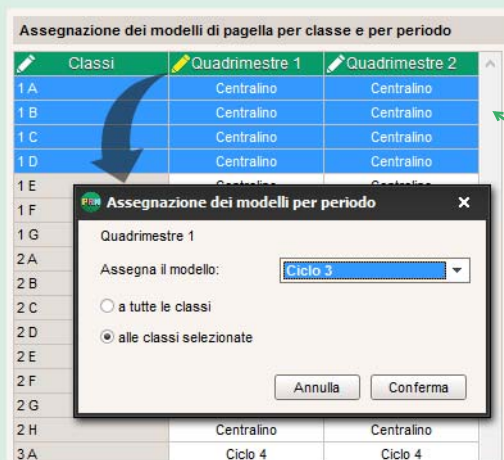 Assegnazione dei modelli di pagella per classe e per periodo
Classi Quadrimestre 1 Quadrimestre 2
1 A Centralino Centralino
1 B Centralino Centralino
1 C Centralino Centralino
1 D Centralino Centralino
1 E Centralino Centralino
1 F
1 G
2 A
2 B
2 C
2 D
2 E
2 F
2 G
2 H Centralino Centralino
3 A Ciclo 4 Ciclo 4
Assegnazione dei modelli per periodo
Quadrimestre 1
Assegna il modello: Ciclo 3
a tutte le classi
alle classi selezionate
Annulla Conferma